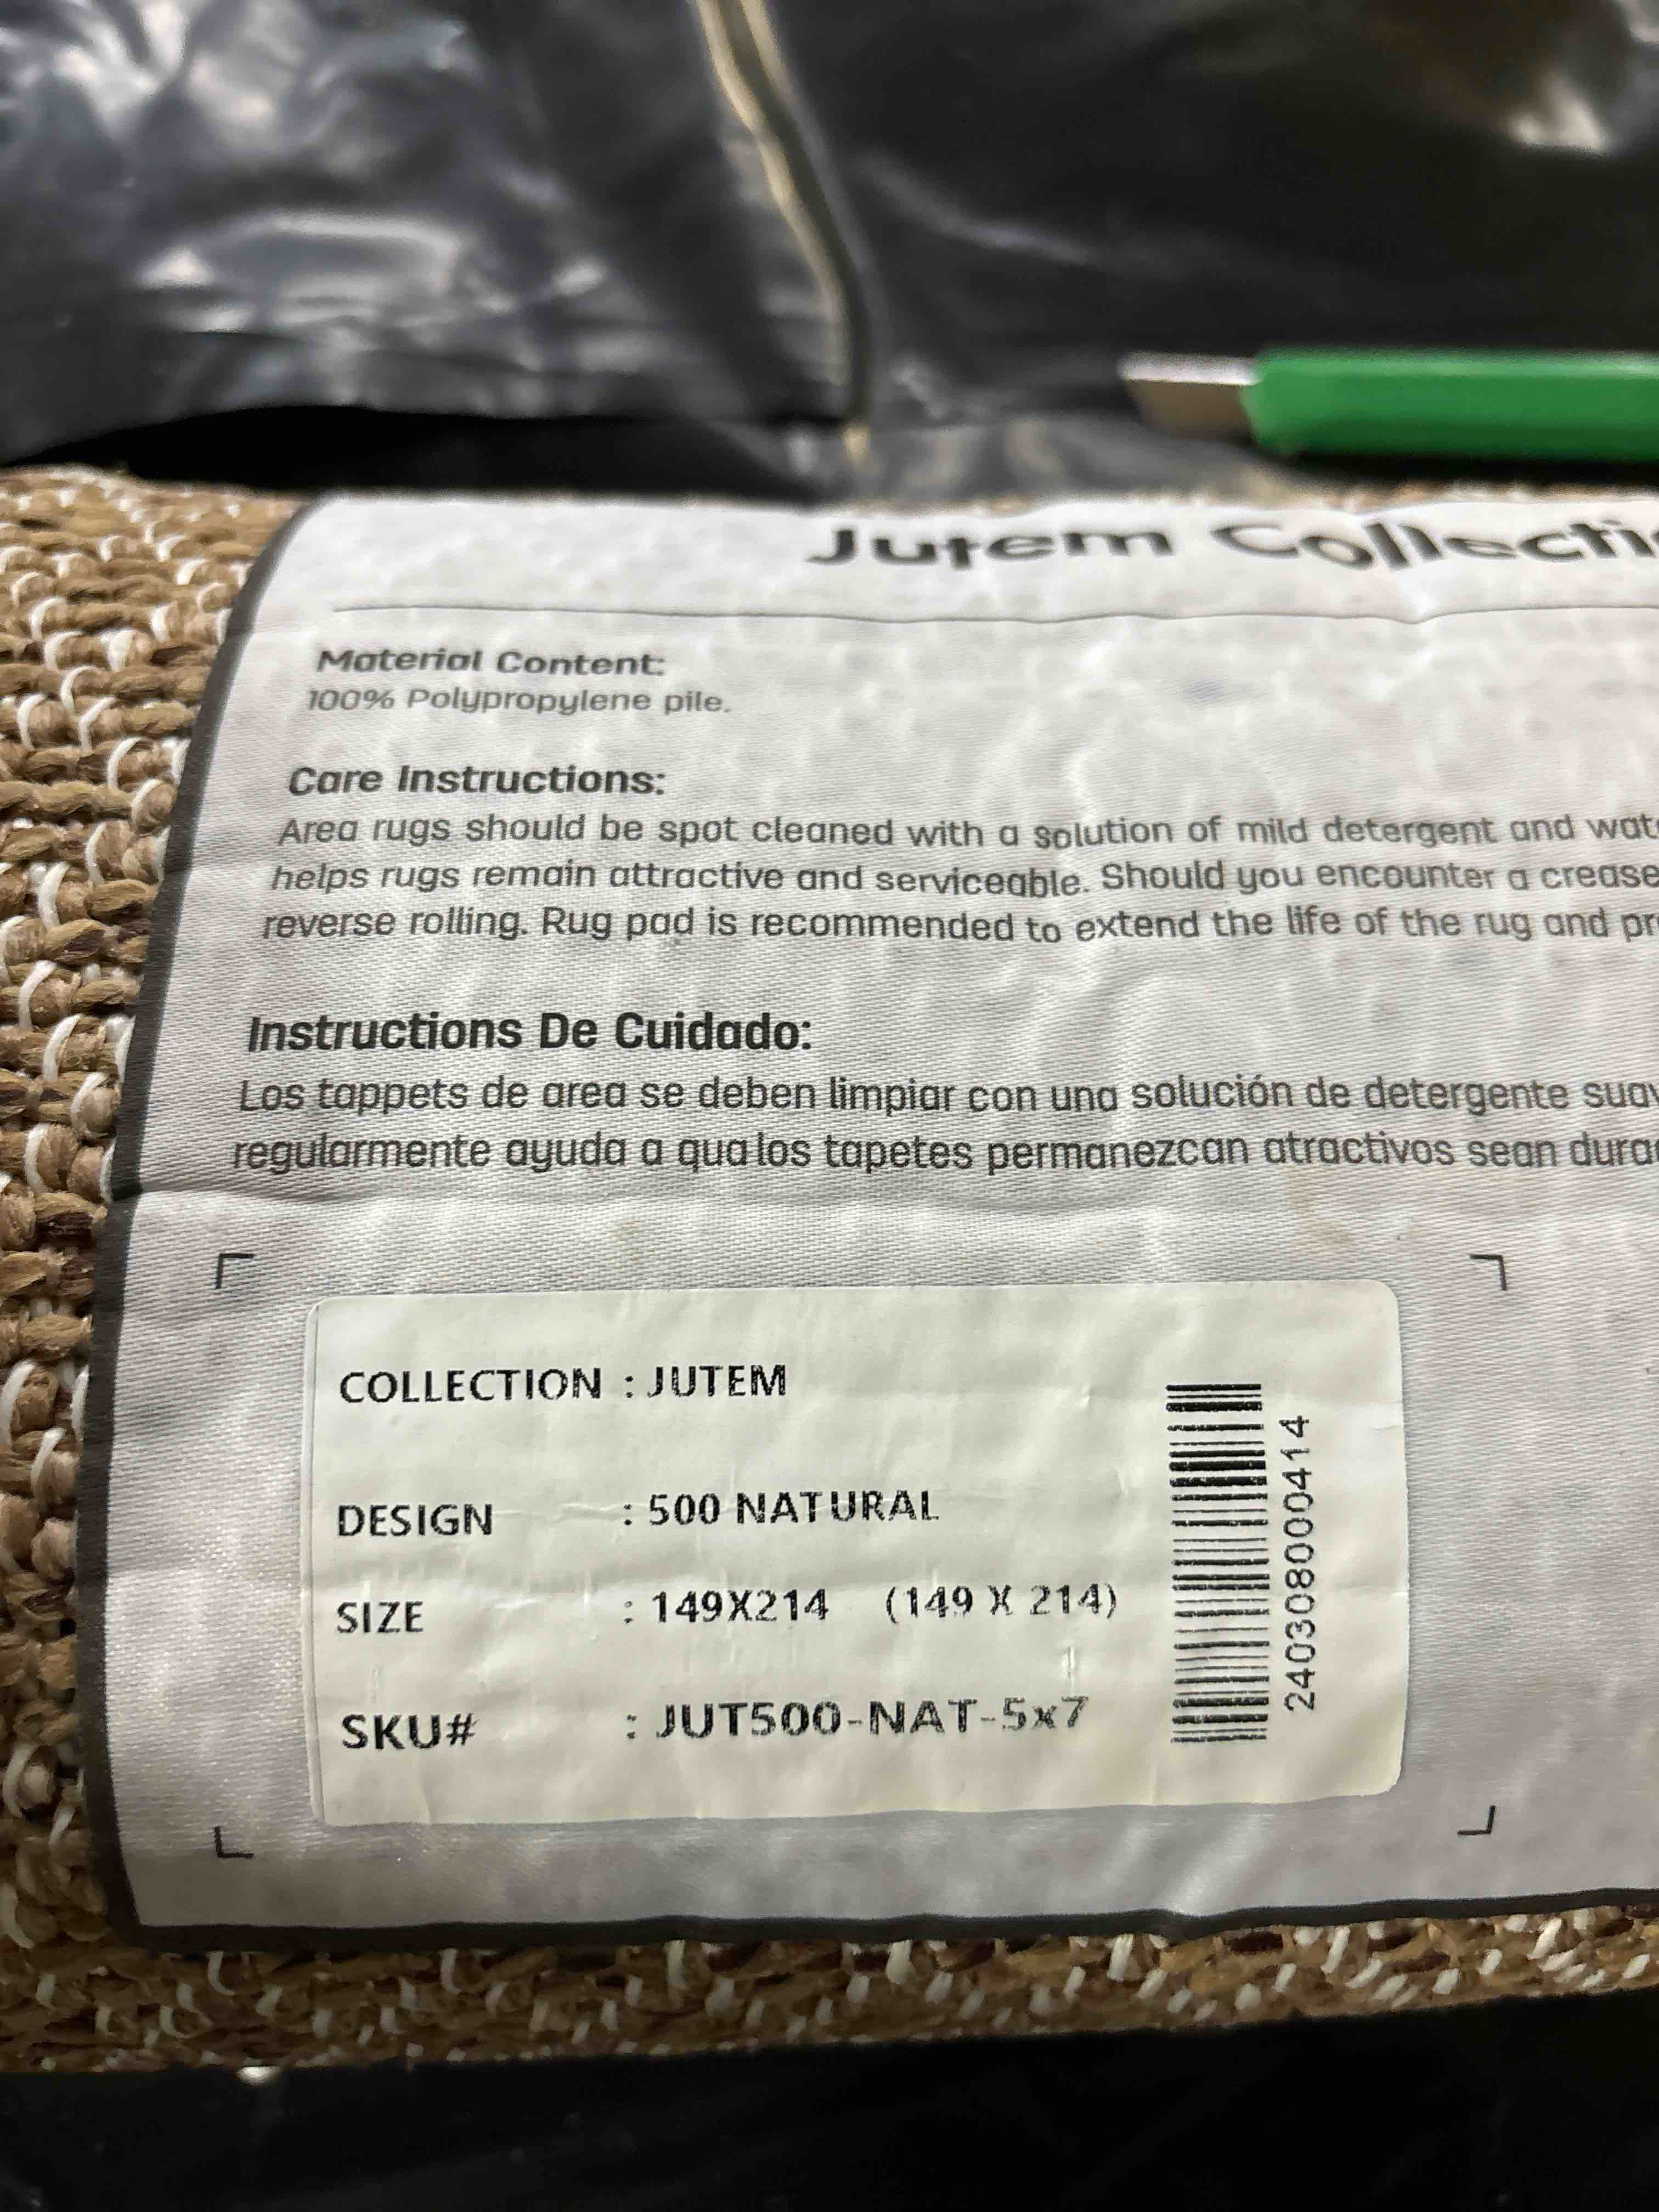 Jutem Collecti
Material Content:
100% Polypropylene pile.
Care Instructions:
Area rugs should be spot cleaned with a solution of mild detergent and wat
helps rugs remain attractive and serviceable. Should you encounter a crease
reverse rolling. Rug pad is recommended to extend the life of the rug and pr
Instructions De Cuidado:
Los tappets de area se deben limpiar con una solución de detergente suav
regularmente ayuda a qua los tapetes permanezcan atractivos sean dura
COLLECTION : JUTEM
DESIGN : 500 NATURAL
SIZE : 149X214 (149 X 214)
SKU# : JUT500-NAT-5x7
240308000414